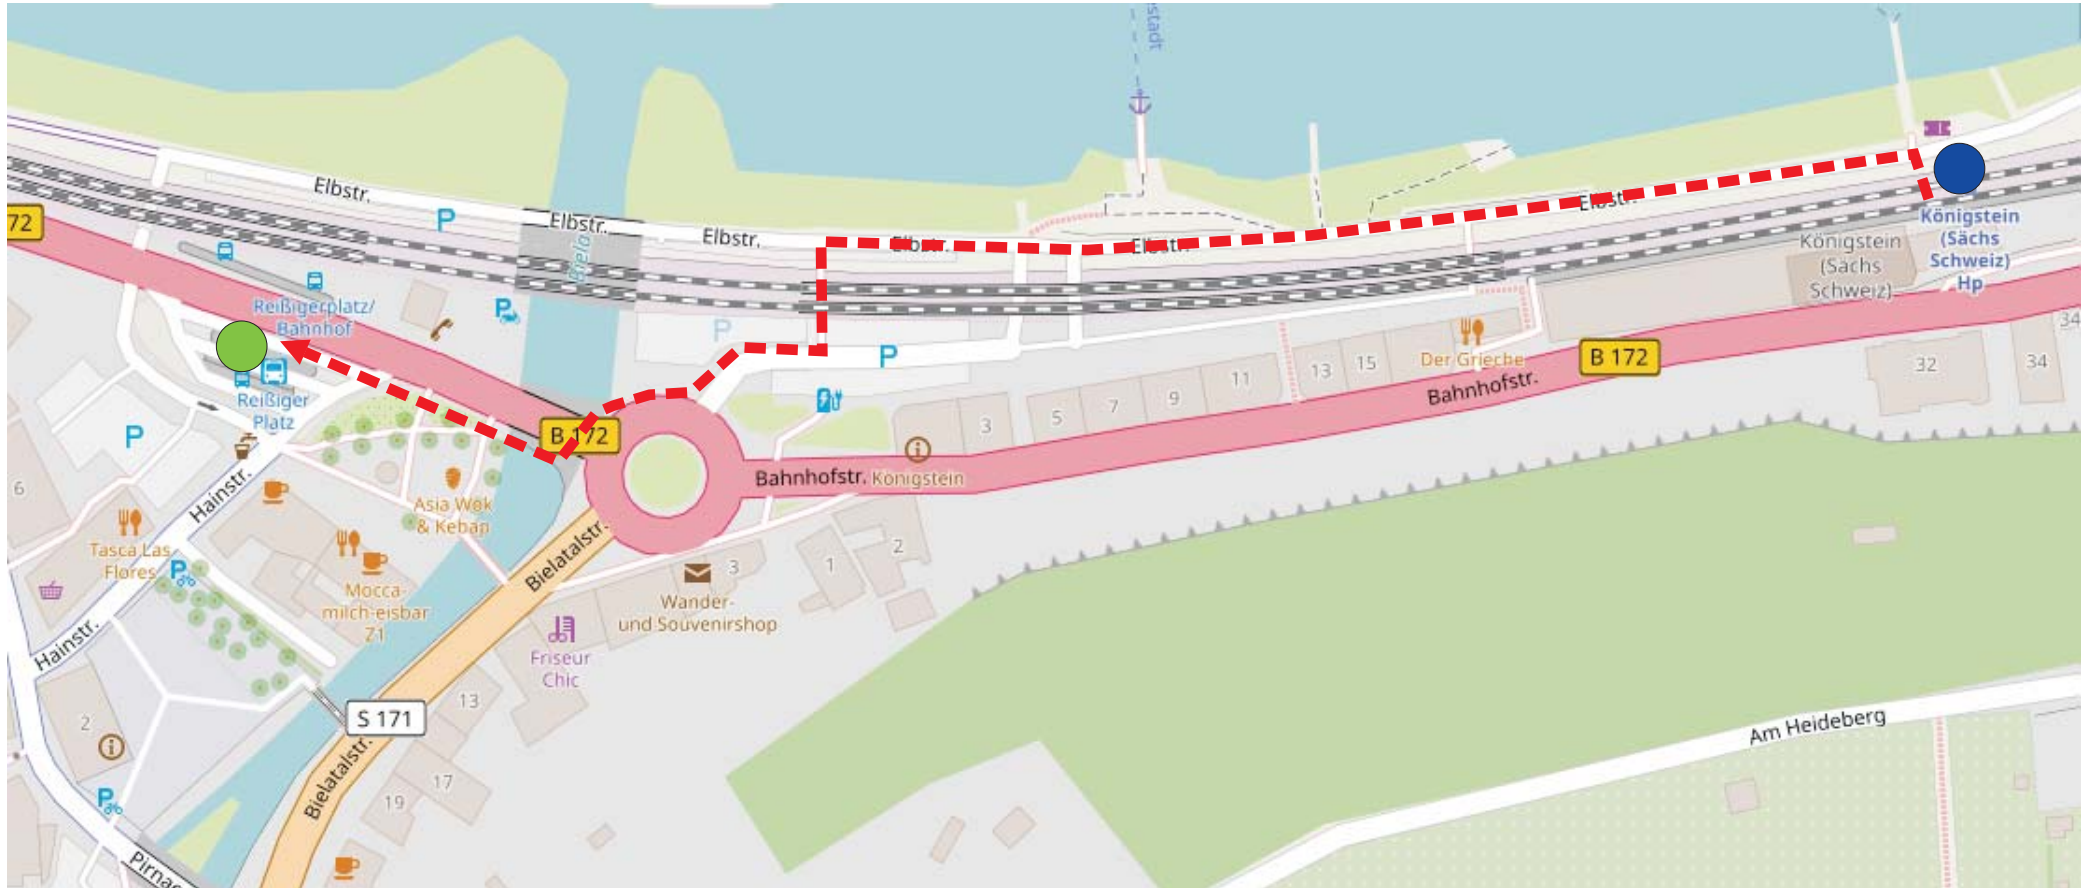 estadt
Elbstr.
Elbstr.
Elbstr.
Elbstr.
Elbstr.
Elbstr.
P
Biela
72
Reißigerplatz/
Bahnhof
P
P
P
Königstein
(Sächs
Schweiz)
Königstein
(Sächs
Schweiz)
Hp
Der Grieche
B 172
34
32
34
13
15
11
9
7
5
3
Bahnhofstr.
Reißiger
Platz
P
B 172
i
Bahnhofstr.
Königstein
6
Hainstr.
Asia Wok
& Kebap
Tasca Las
Flores
P
Mocca-
milch-eisbar
Z1
Bielatalstr.
3
1
2
Wander-
und Souvenirshop
Hainstr.
Friseur
Chic
2
i
S 171
13
Bielatalstr.
17
19
P
Am Heideberg